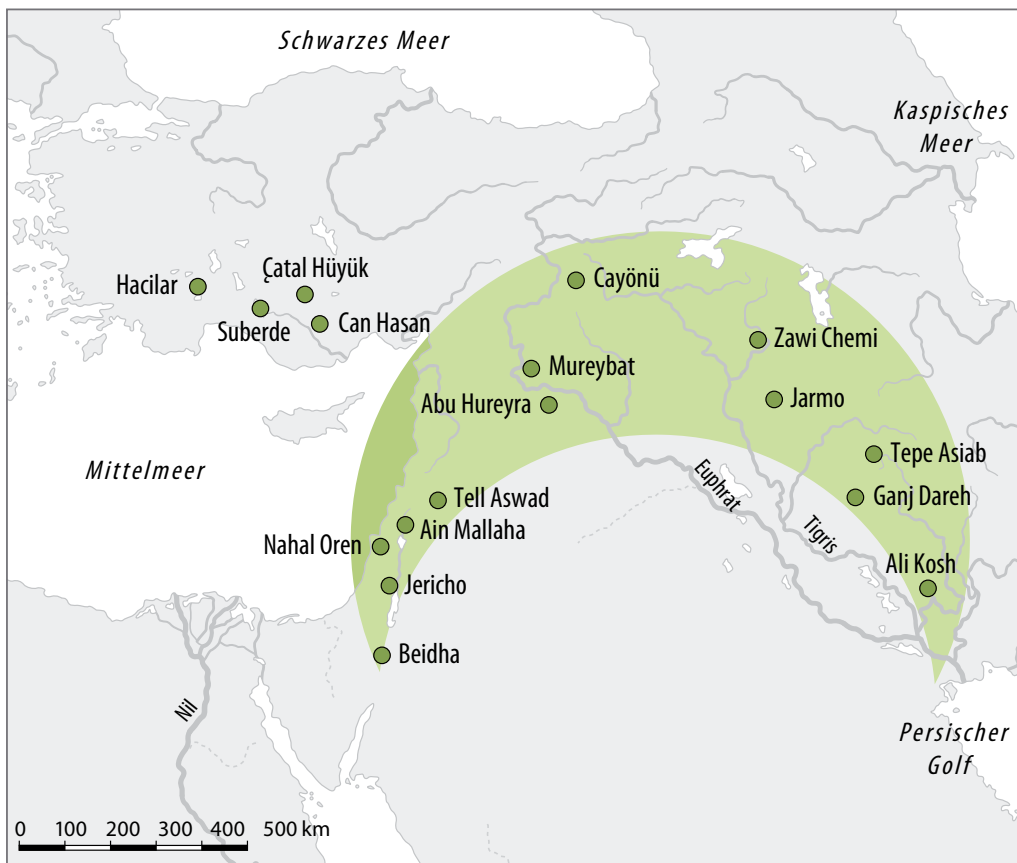 Schwarzes Meer
Kaspisches
Meer
Çatal Hüyük
Hacilar
Cayönü
Suberde
Can Hasan
Zawi Chemi
Mureybat
Abu Hureyra
Jarmo
Mittelmeer
Tepe Asiab
Euphrat
Tell Aswad
Ganj Dareh
Ain Mallaha
Tigris
Nahal Oren
Ali Kosh
Jericho
Beidha
Nil
Persischer
Golf
0 100 200 300 400 500 km